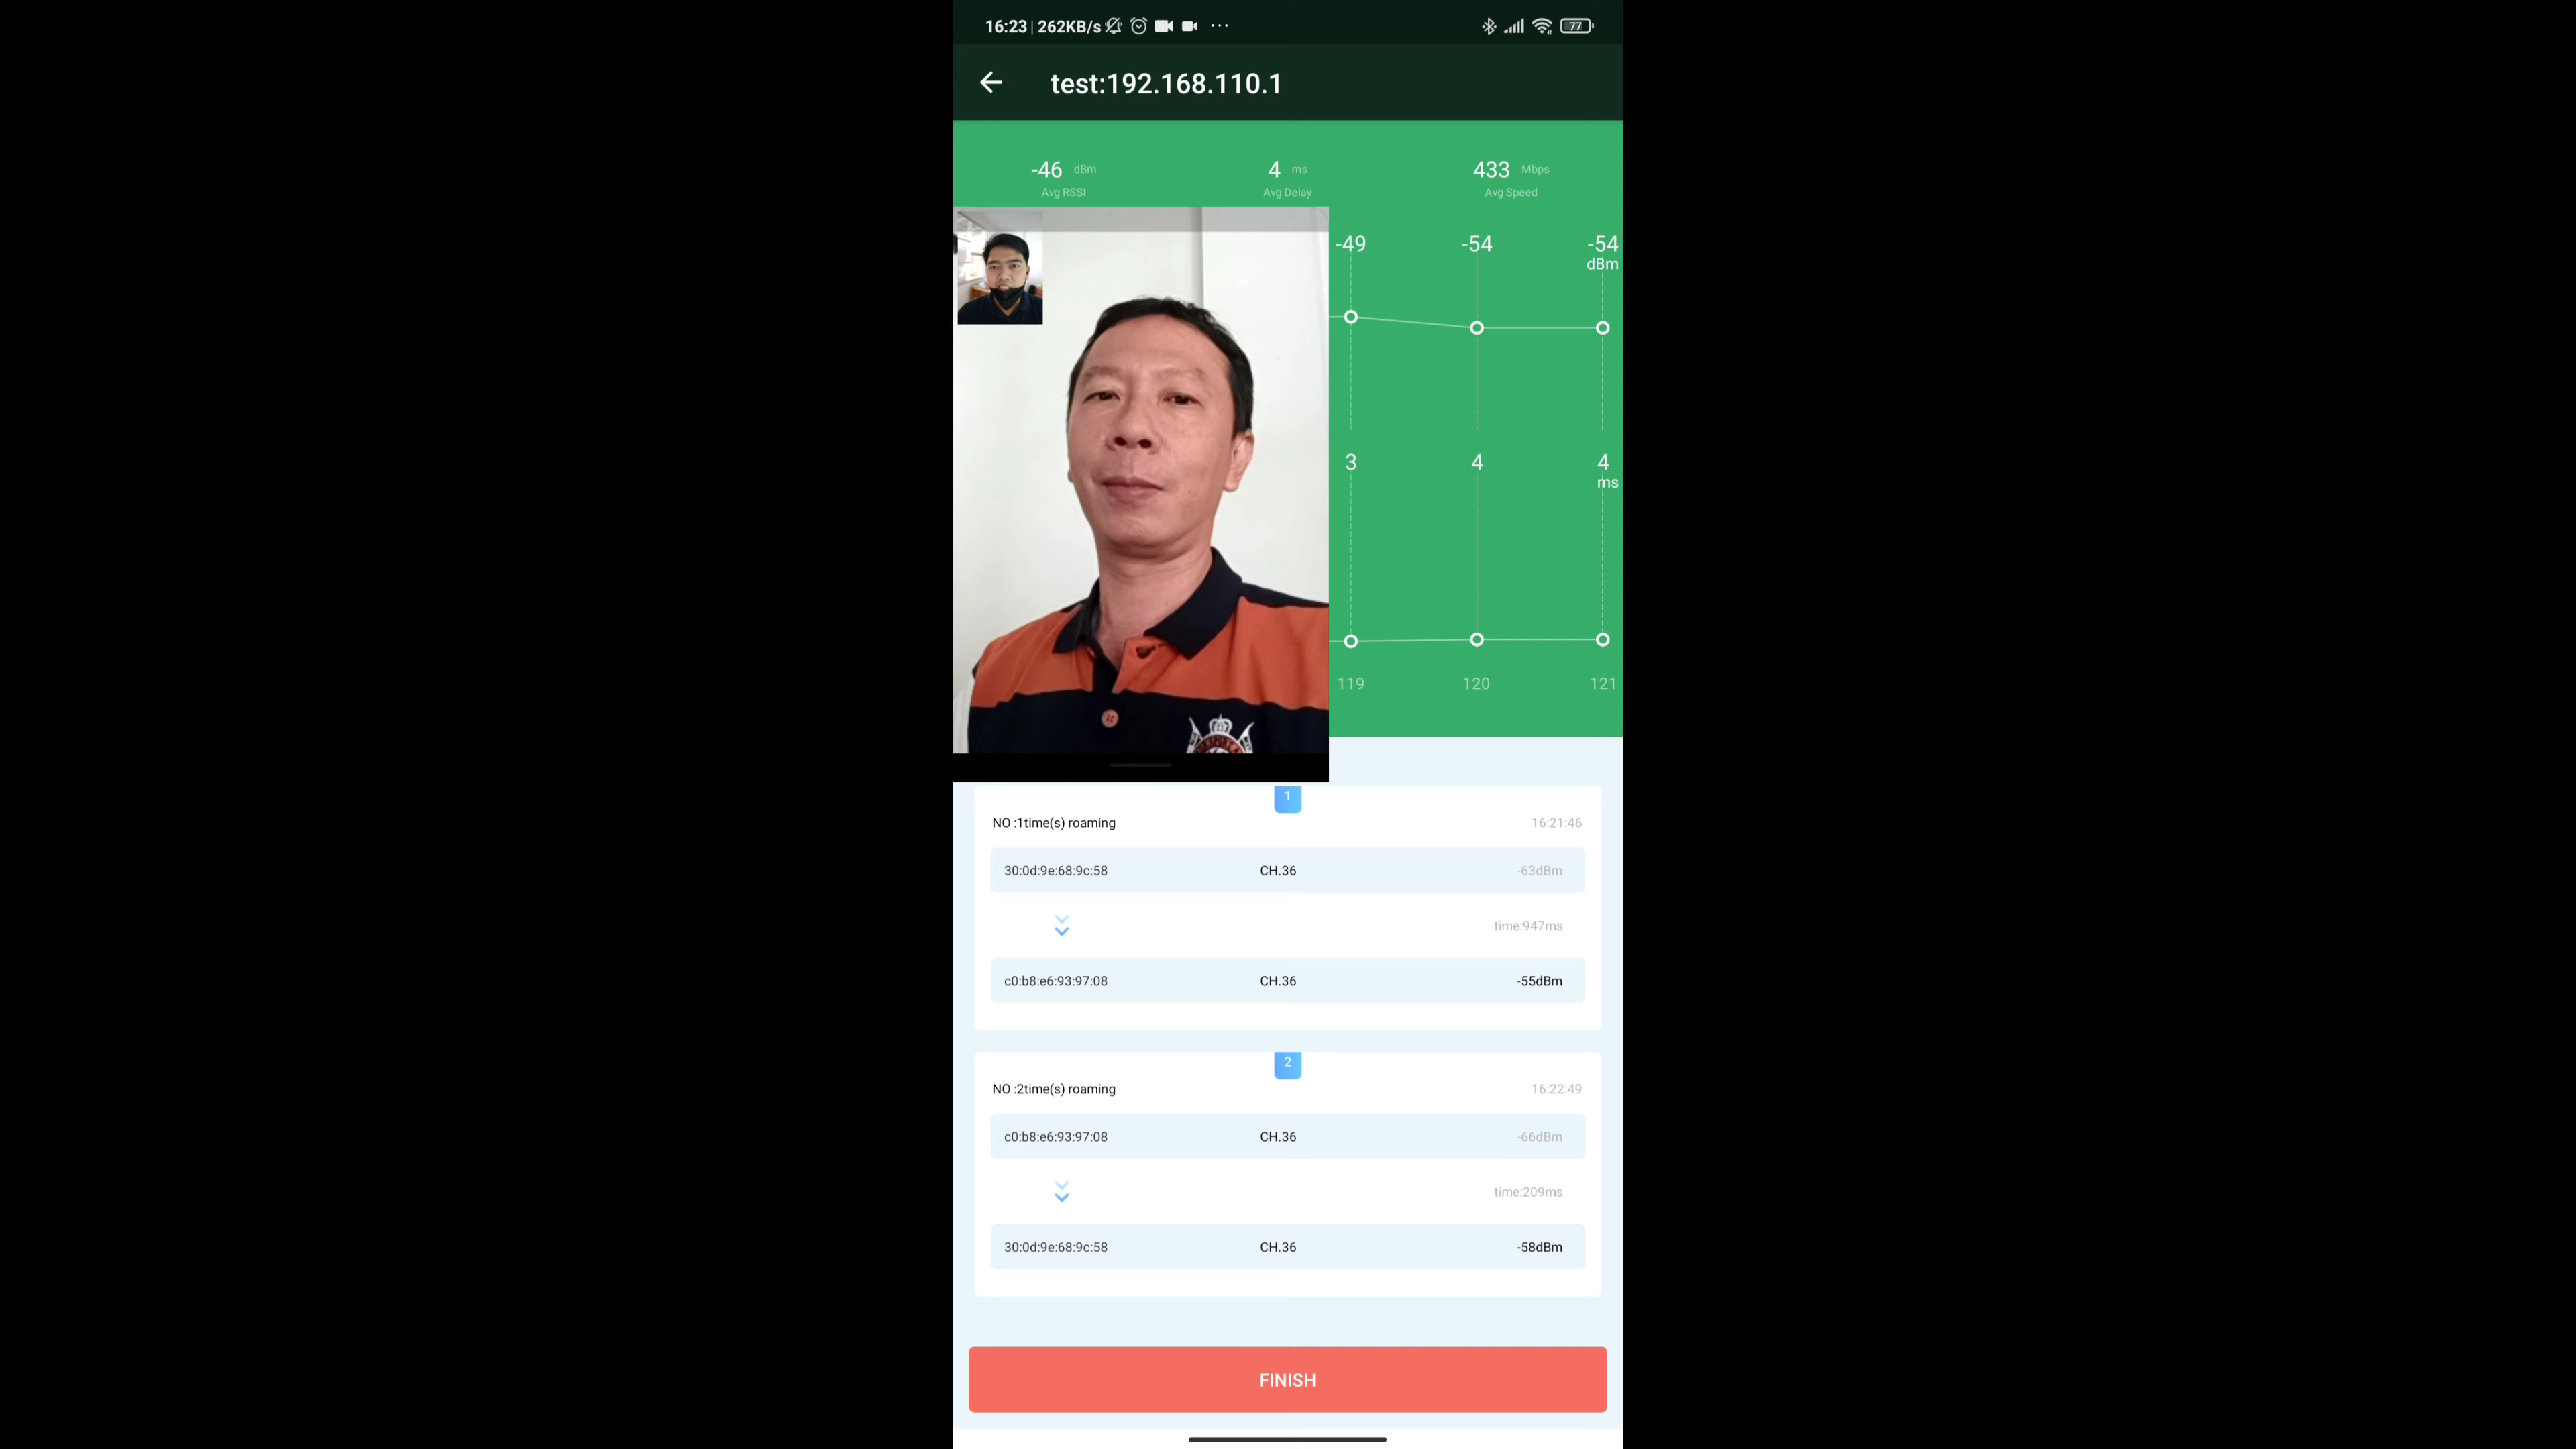 16:23 | 262KB/s ... 77
test:192.168.110.1
-46 dBm 4 ms 433 Mbps
Avg RSSI Avg Delay Avg Speed
-49 -54 -54
dBm
3 4 4
ms
119 120 121
1
NO :1time(s) roaming 16:21:46
30:0d:9e:68:9c:58 CH.36 -63dBm
time:947ms
c0:b8:e6:93:97:08 CH.36 -55dBm
2
NO :2time(s) roaming 16:22:49
c0:b8:e6:93:97:08 CH.36 -66dBm
time:209ms
30:0d:9e:68:9c:58 CH.36 -58dBm
FINISH